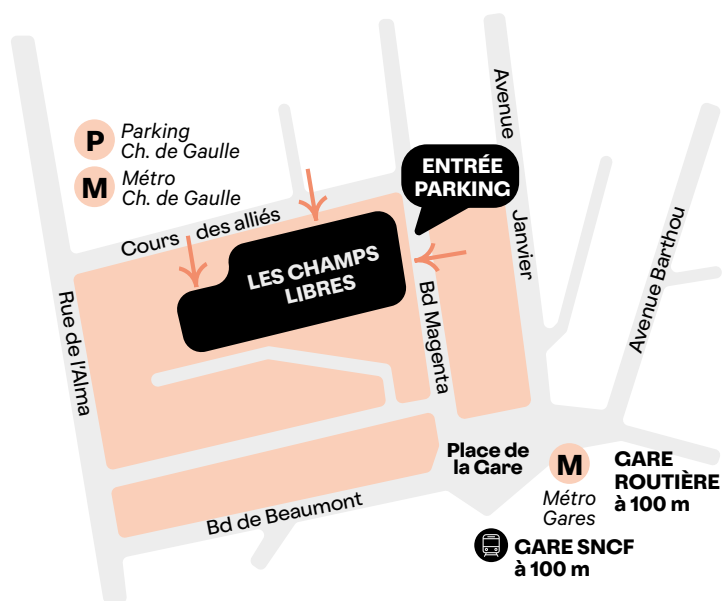 P
Parking
Ch. de Gaulle
M
Métro
Ch. de Gaulle
Cours des alliés
ENTRÉE
PARKING
Avenue Janvier
LES CHAMPS
LIBRES
Rue de l'Alma
Bd Magenta
Avenue Barthou
Place de
la Gare
M
Métro
Gares
GARE
ROUTIÈRE
à 100 m
Bd de Beaumont
GARE SNCF
à 100 m